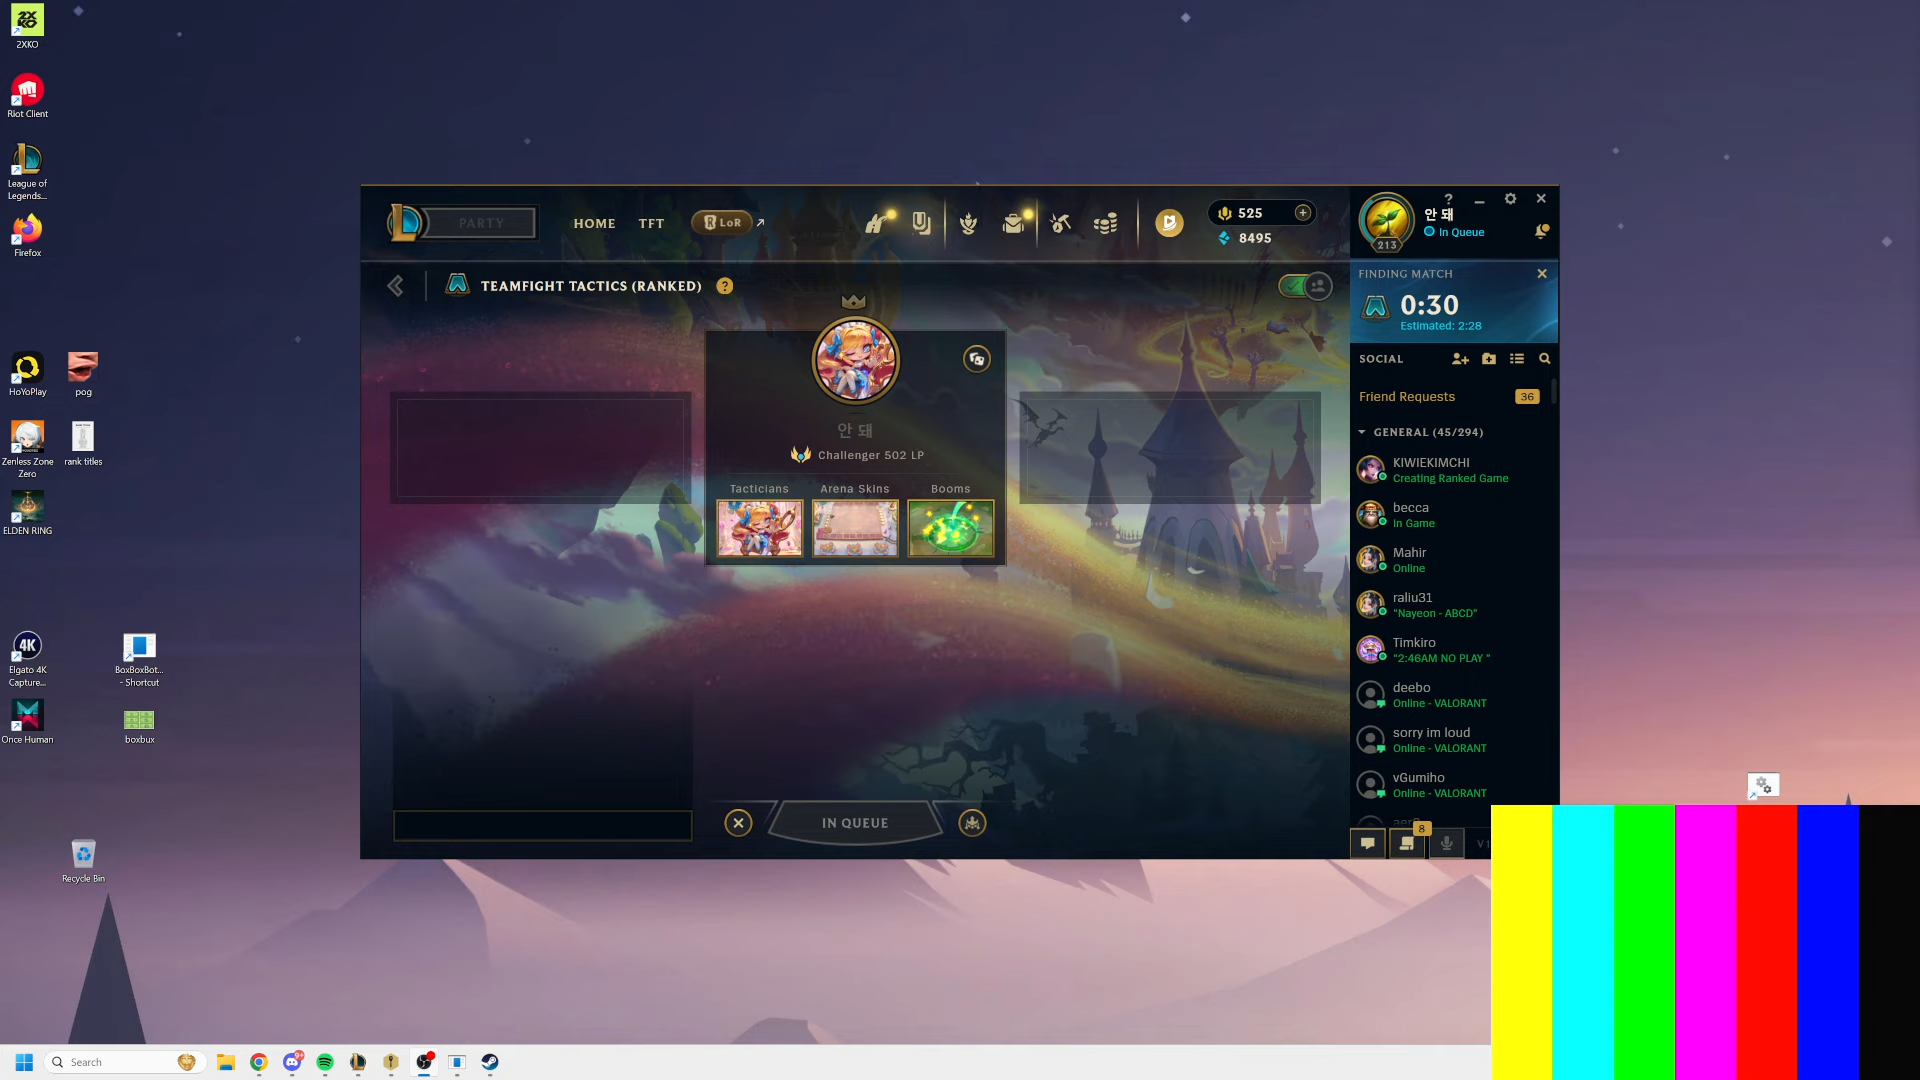 2XKO
Riot Client
League of
Legends...
Firefox
HoYoPlay
pog
Zenless Zone
Zero
rank titles
ELDEN RING
4K
Elgato 4K
Capture...
BoxBoxBot...
- Shortcut
Once Human
boxbux
Recycle Bin
PARTY
HOME
TFT
LoR
525
8495
TEAMFIGHT TACTICS (RANKED)
?
안 돼
Challenger 502 LP
Tacticians
Arena Skins
Booms
IN QUEUE
?
안 돼
In Queue
213
FINDING MATCH
0:30
Estimated: 2:28
SOCIAL
Friend Requests
36
GENERAL (45/294)
KIWIEKIMCHI
Creating Ranked Game
becca
In Game
Mahir
Online
raliu31
"Nayeon - ABCD"
Timkiro
"2:46AM NO PLAY "
deebo
Online - VALORANT
sorry im loud
Online - VALORANT
vGumiho
Online - VALORANT
8
Search
9+